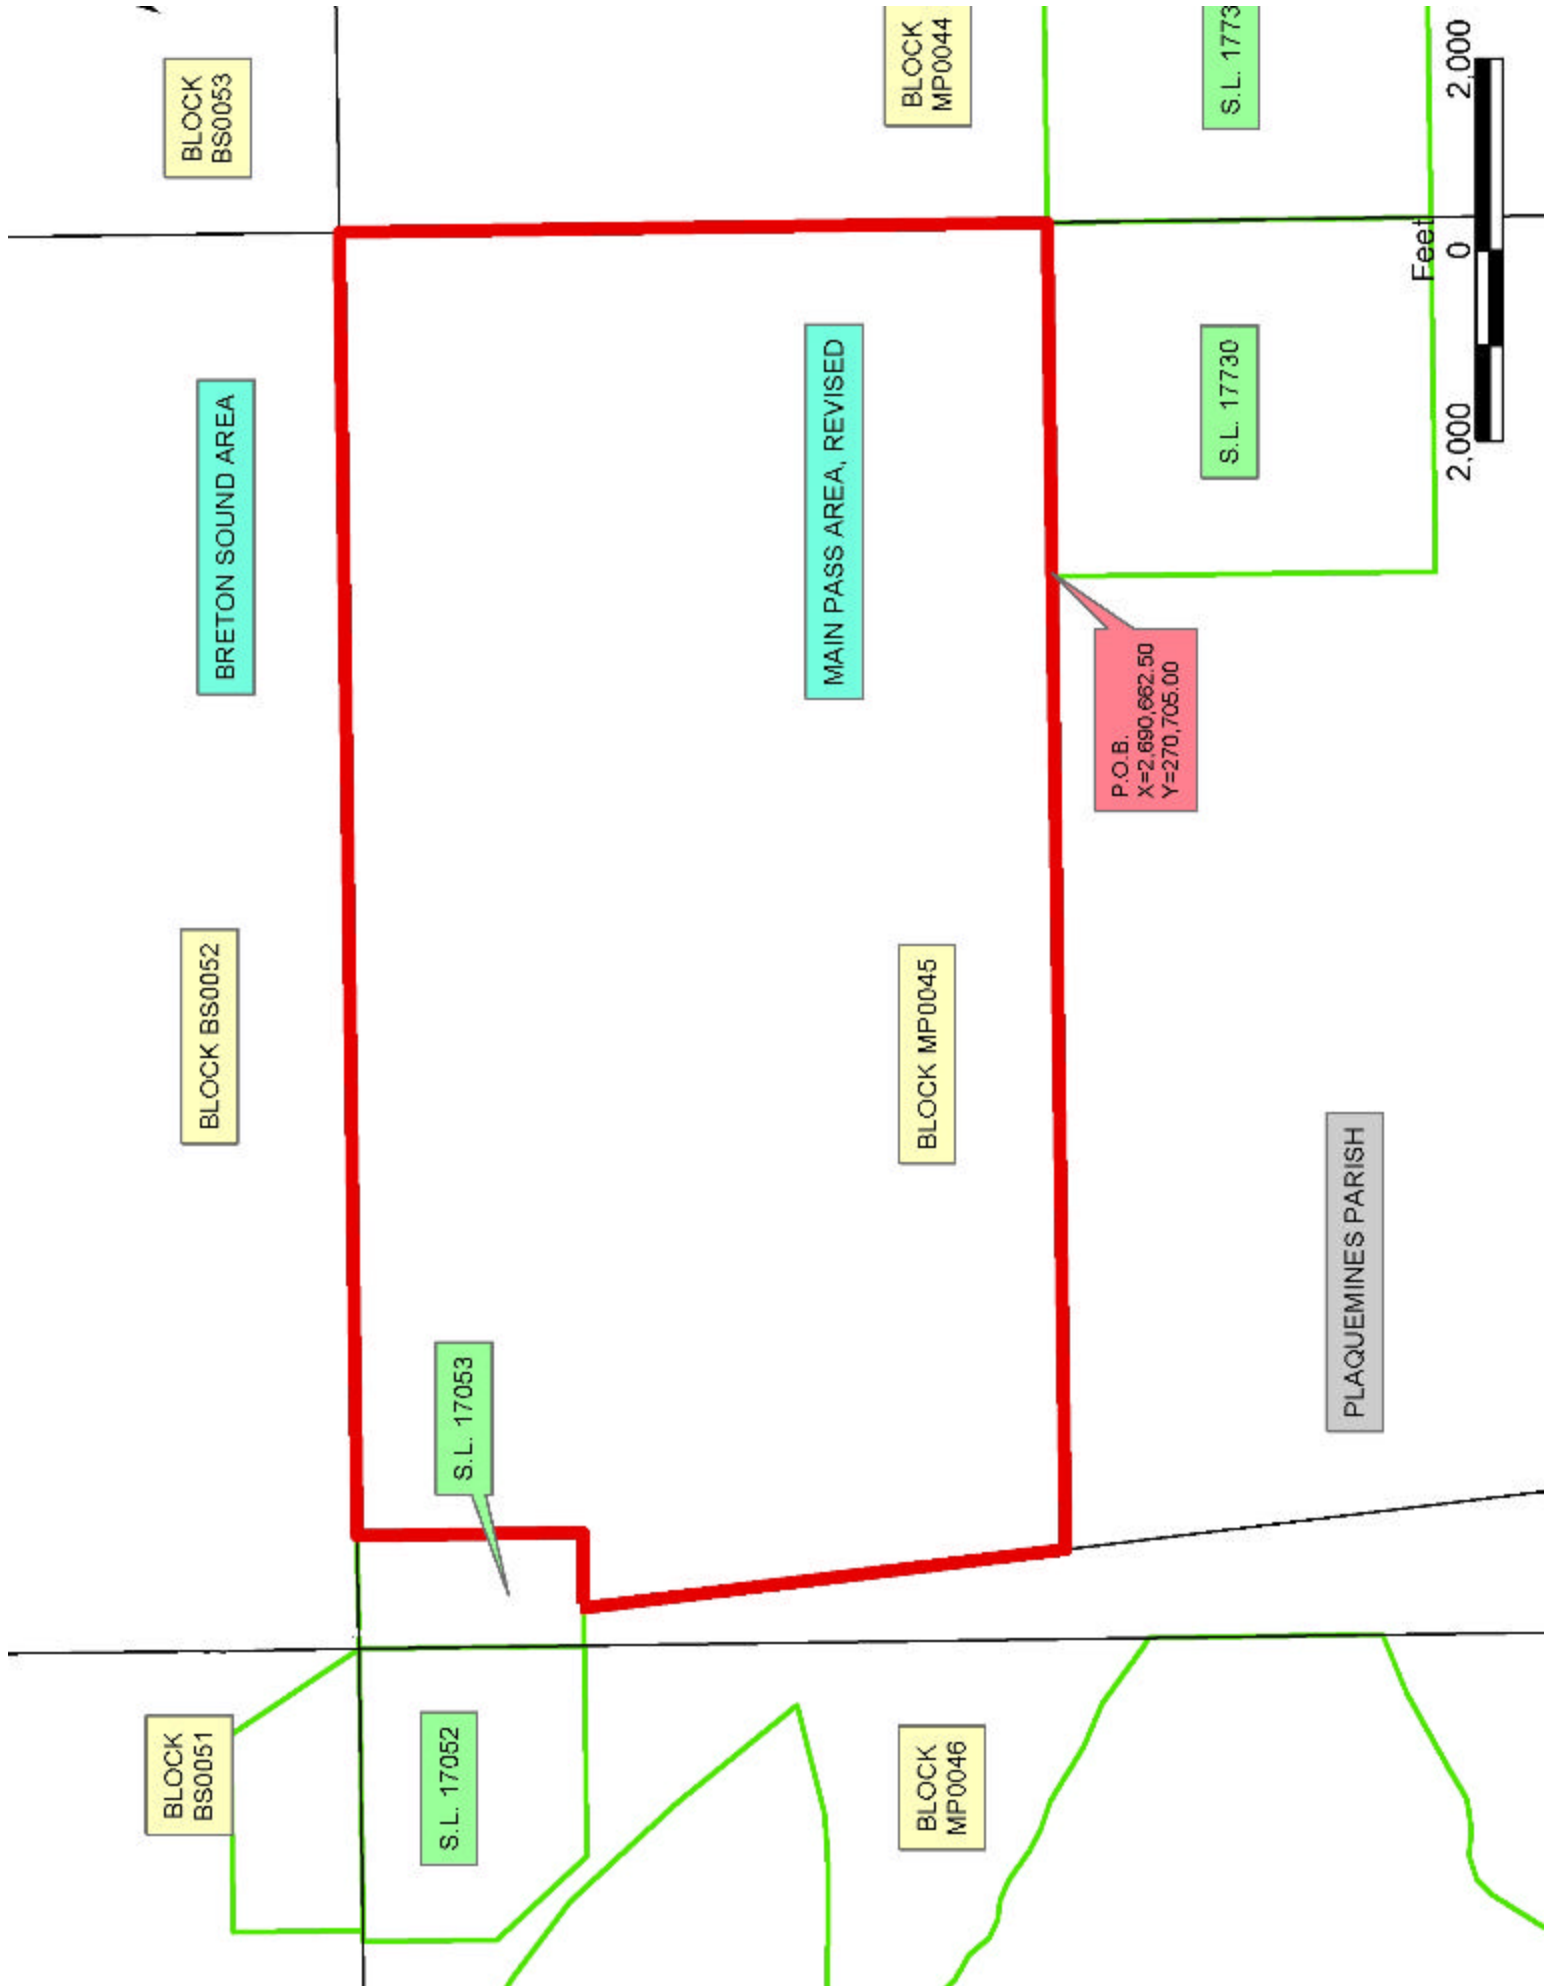 BLOCK
BS0051
BLOCK BS0052
BRETON SOUND AREA
BLOCK
BS0053
S.L. 17052
S.L. 17053
MAIN PASS AREA, REVISED
BLOCK
MP0046
BLOCK MP0045
BLOCK
MP0044
P.O.B.
X=2,690,662.50
Y=270,705.00
S.L. 17730
S.L. 1773
PLAQUEMINES PARISH
Feet
2,000 0 2,000